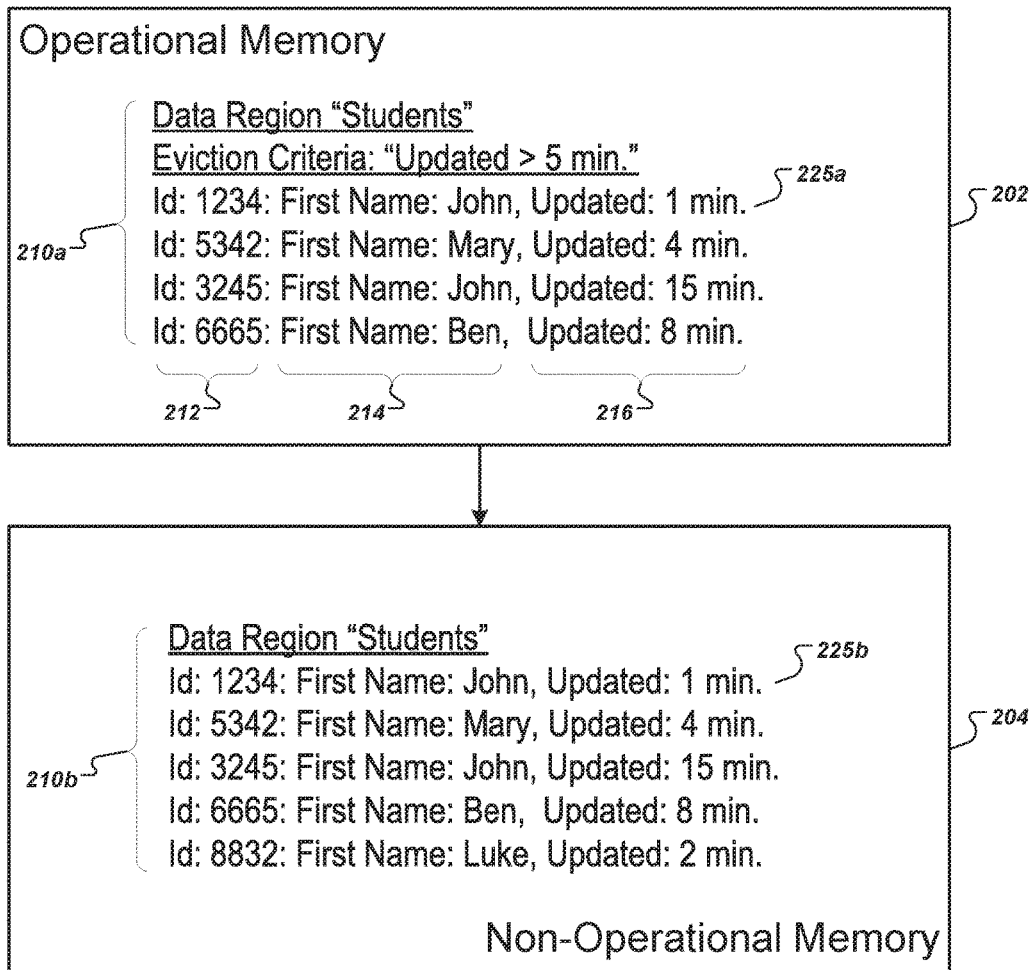 Operational Memory
Data Region “Students”
Eviction Criteria: “Updated > 5 min.”
225a
Id: 1234: First Name: John, Updated: 1 min.
202
Id: 5342: First Name: Mary, Updated: 4 min.
210a
Id: 3245: First Name: John, Updated: 15 min.
Id: 6665: First Name: Ben, Updated: 8 min.
212 214 216
Data Region “Students”
225b
Id: 1234: First Name: John, Updated: 1 min.
Id: 5342: First Name: Mary, Updated: 4 min.
204
Id: 3245: First Name: John, Updated: 15 min.
210b
Id: 6665: First Name: Ben, Updated: 8 min.
Id: 8832: First Name: Luke, Updated: 2 min.
Non-Operational Memory